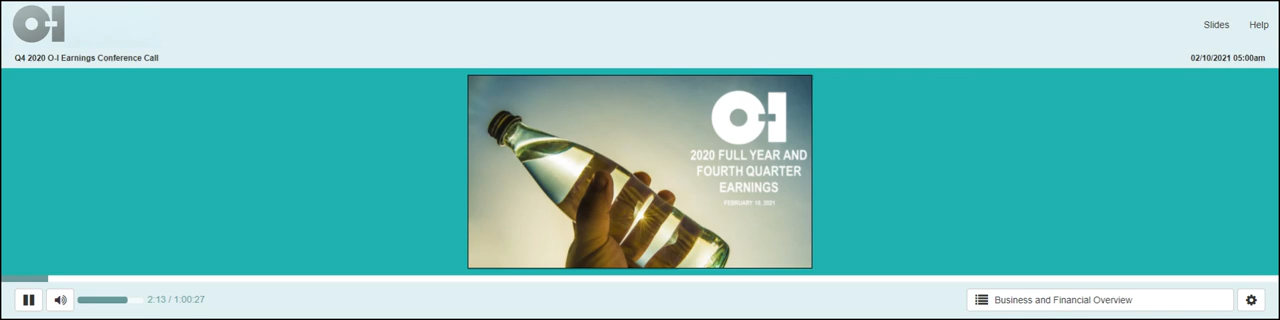 O-I
Slides Help
Q4 2020 O-I Earnings Conference Call
02/10/2021 05:00am
O-I
2020 FULL YEAR AND
FOURTH QUARTER
EARNINGS
FEBRUARY 10, 2021
2:13 / 1:00:27
Business and Financial Overview